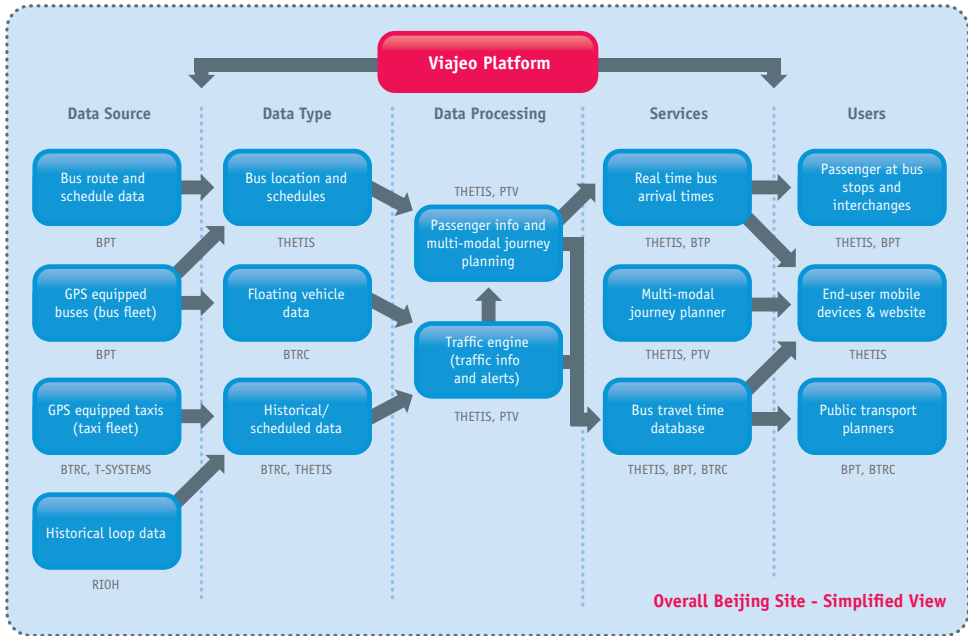 Viajeo Platform
Data Source
Data Type
Data Processing
Services
Users
Bus route and
schedule data
BPT
GPS equipped
buses (bus fleet)
BPT
GPS equipped taxis
(taxi fleet)
BTRC, T-SYSTEMS
Historical loop data
RIOH
Bus location and
schedules
THETIS
Floating vehicle
data
BTRC
Historical/
scheduled data
BTRC, THETIS
THETIS, PTV
Passenger info and
multi-modal journey
planning
Traffic engine
(traffic info
and alerts)
THETIS, PTV
Real time bus
arrival times
THETIS, BTP
Multi-modal
journey planner
THETIS, PTV
Bus travel time
database
THETIS, BPT, BTRC
Passenger at bus
stops and
interchanges
THETIS, BPT
End-user mobile
devices & website
THETIS
Public transport
planners
BPT, BTRC
Overall Beijing Site - Simplified View